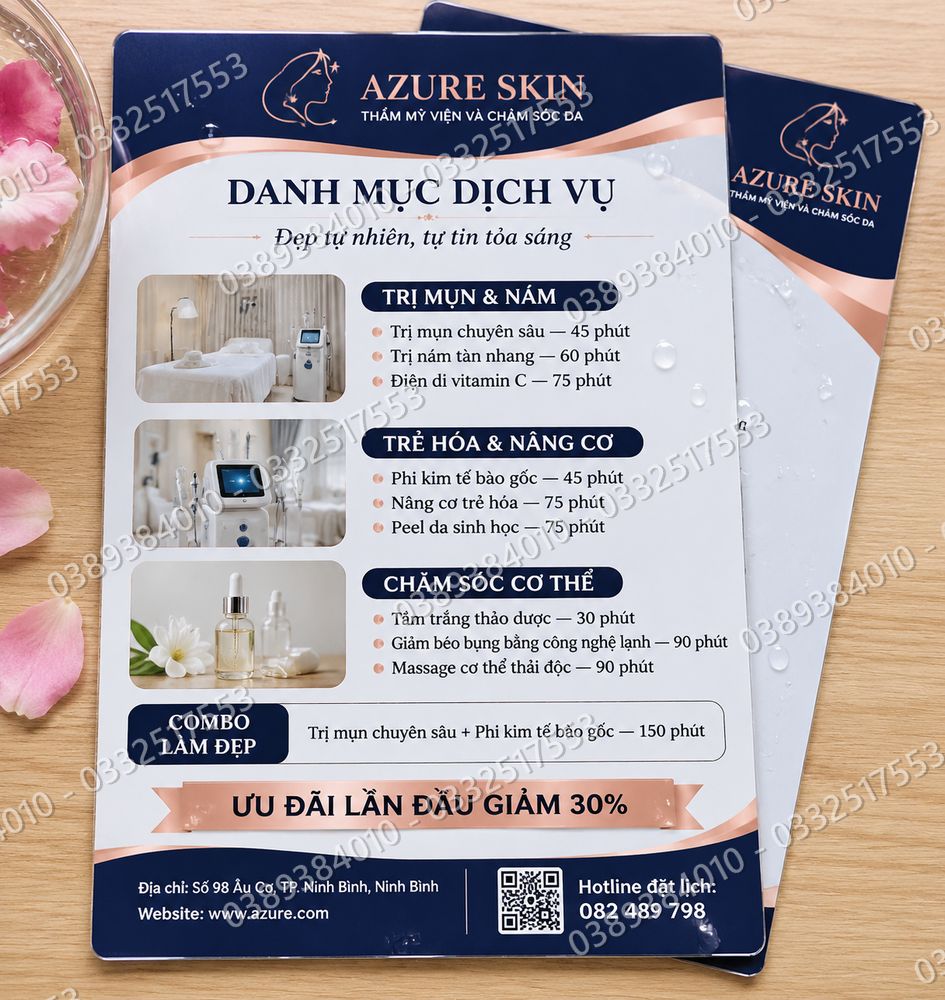 AZURE SKIN
THẨM MỸ VIỆN VÀ CHĂM SÓC DA
DANH MỤC DỊCH VỤ
Đẹp tự nhiên, tự tin tỏa sáng
TRỊ MỤN & NÁM
Trị mụn chuyên sâu — 45 phút
Trị nám tàn nhang — 60 phút
Điện di vitamin C — 75 phút
TRẺ HÓA & NÂNG CƠ
Phi kim tế bào gốc — 45 phút
Nâng cơ trẻ hóa — 75 phút
Peel da sinh học — 75 phút
CHĂM SÓC CƠ THỂ
Tắm trắng thảo dược — 30 phút
Giảm béo bụng bằng công nghệ lạnh — 90 phút
Massage cơ thể thải độc — 90 phút
COMBO
LÀM ĐẸP
Trị mụn chuyên sâu + Phi kim tế bào gốc — 150 phút
ƯU ĐÃI LẦN ĐẦU GIẢM 30%
Địa chỉ: Số 98 Âu Cơ, TP. Ninh Bình, Ninh Bình
Website: www.azure.com
Hotline đặt lịch:
082 489 798
AZURE SKIN
THẨM MỸ VIỆN VÀ CHĂM SÓC DA
0389384010 - 0332517553